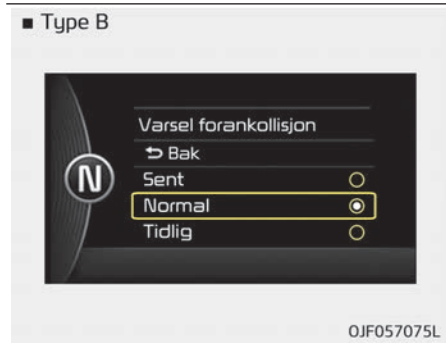 ■ Type B
Varsel forankollisjon
⮌ Bak
N
Sent
Normal
Tidlig
OJF057075L